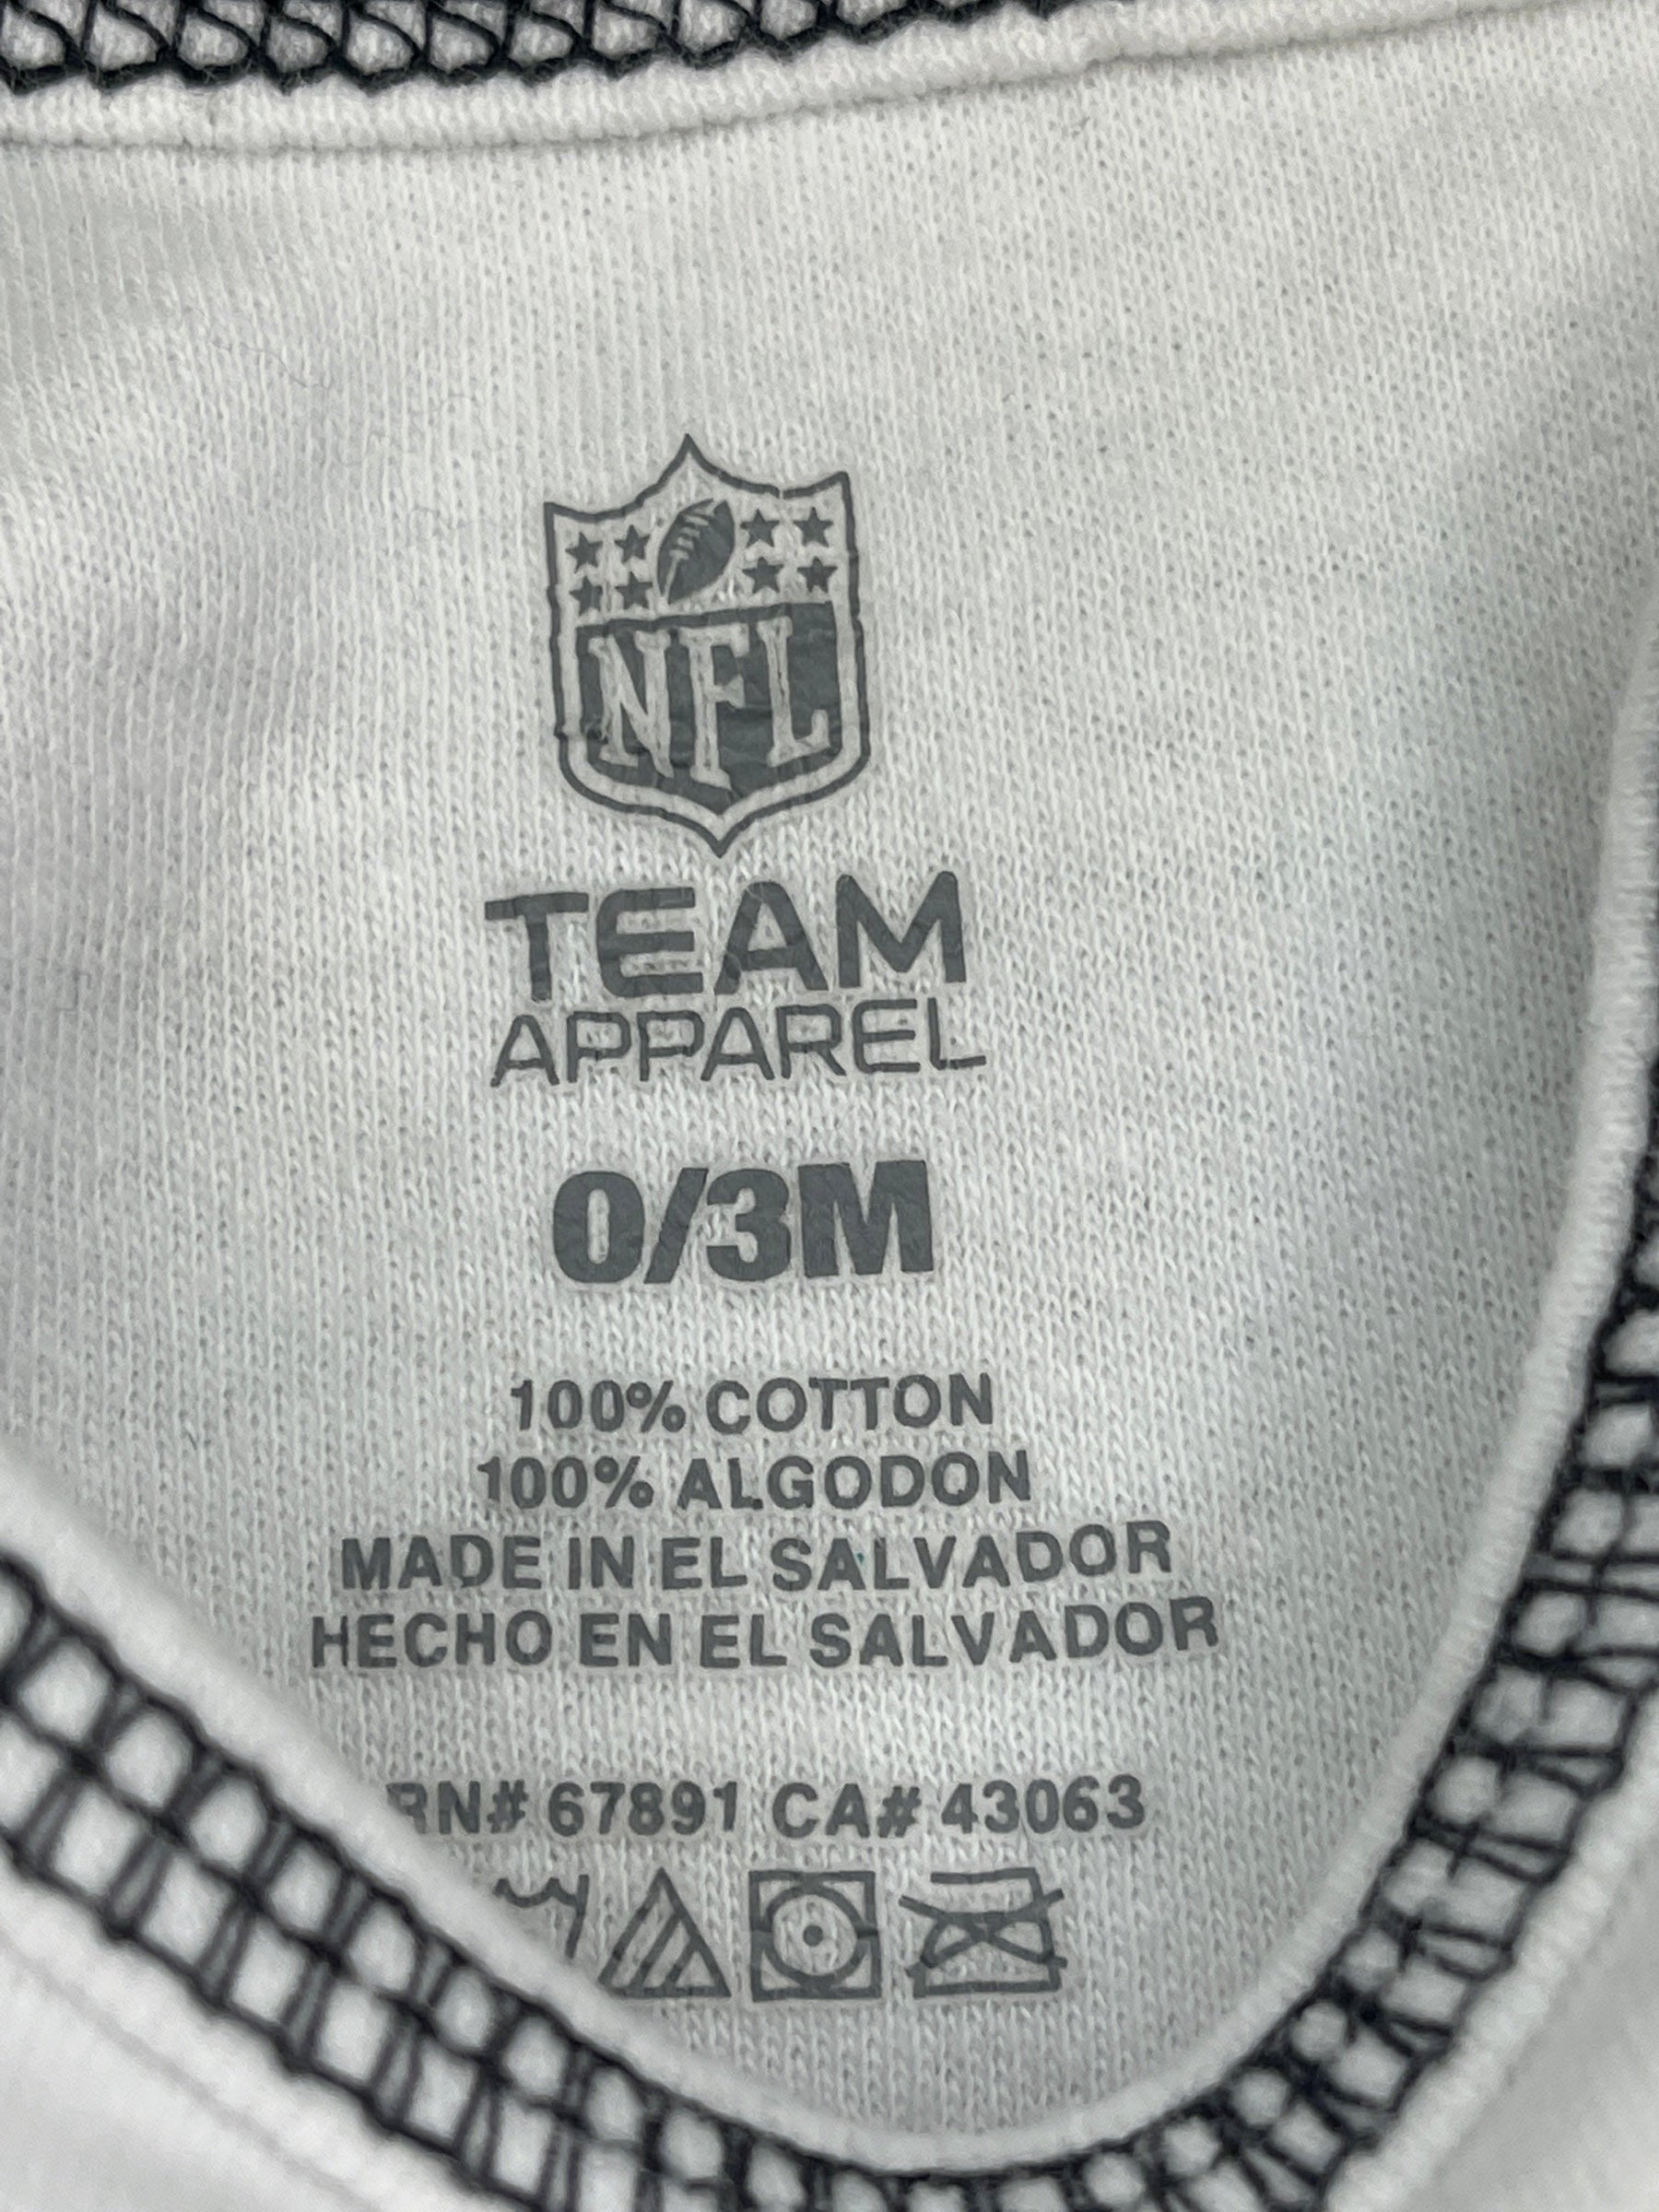 NFL
TEAM
APPAREL
0/3M
100% COTTON
100% ALGODON
MADE IN EL SALVADOR
HECHO EN EL SALVADOR
RN# 67891 CA# 43063